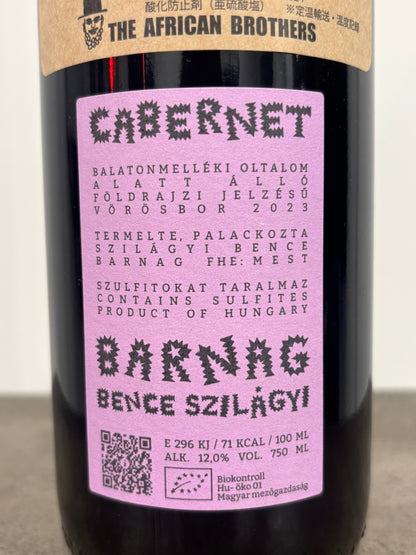 酸化防止剤（亜硫酸塩） ※定温輸送・温度記録
THE AFRICAN BROTHERS
CABERNET
BALATONMELLÉKI OLTALOM
ALATT ÁLLÓ
FÖLDRAJZI JELZÉSŰ
VÖRÖSBOR 2023
TERMELTE, PALACKOZTA
SZILÁGYI BENCE
BARNAG FHE: MEST
SZULFITOKAT TARALMAZ
CONTAINS SULFITES
PRODUCT OF HUNGARY
BARNAG
BENCE SZILÁGYI
E 296 KJ / 71 KCAL / 100 ML
ALK. 12,0% VOL. 750 ML
Biokontroll
Hu- öko 01
Magyar mezőgazdaság